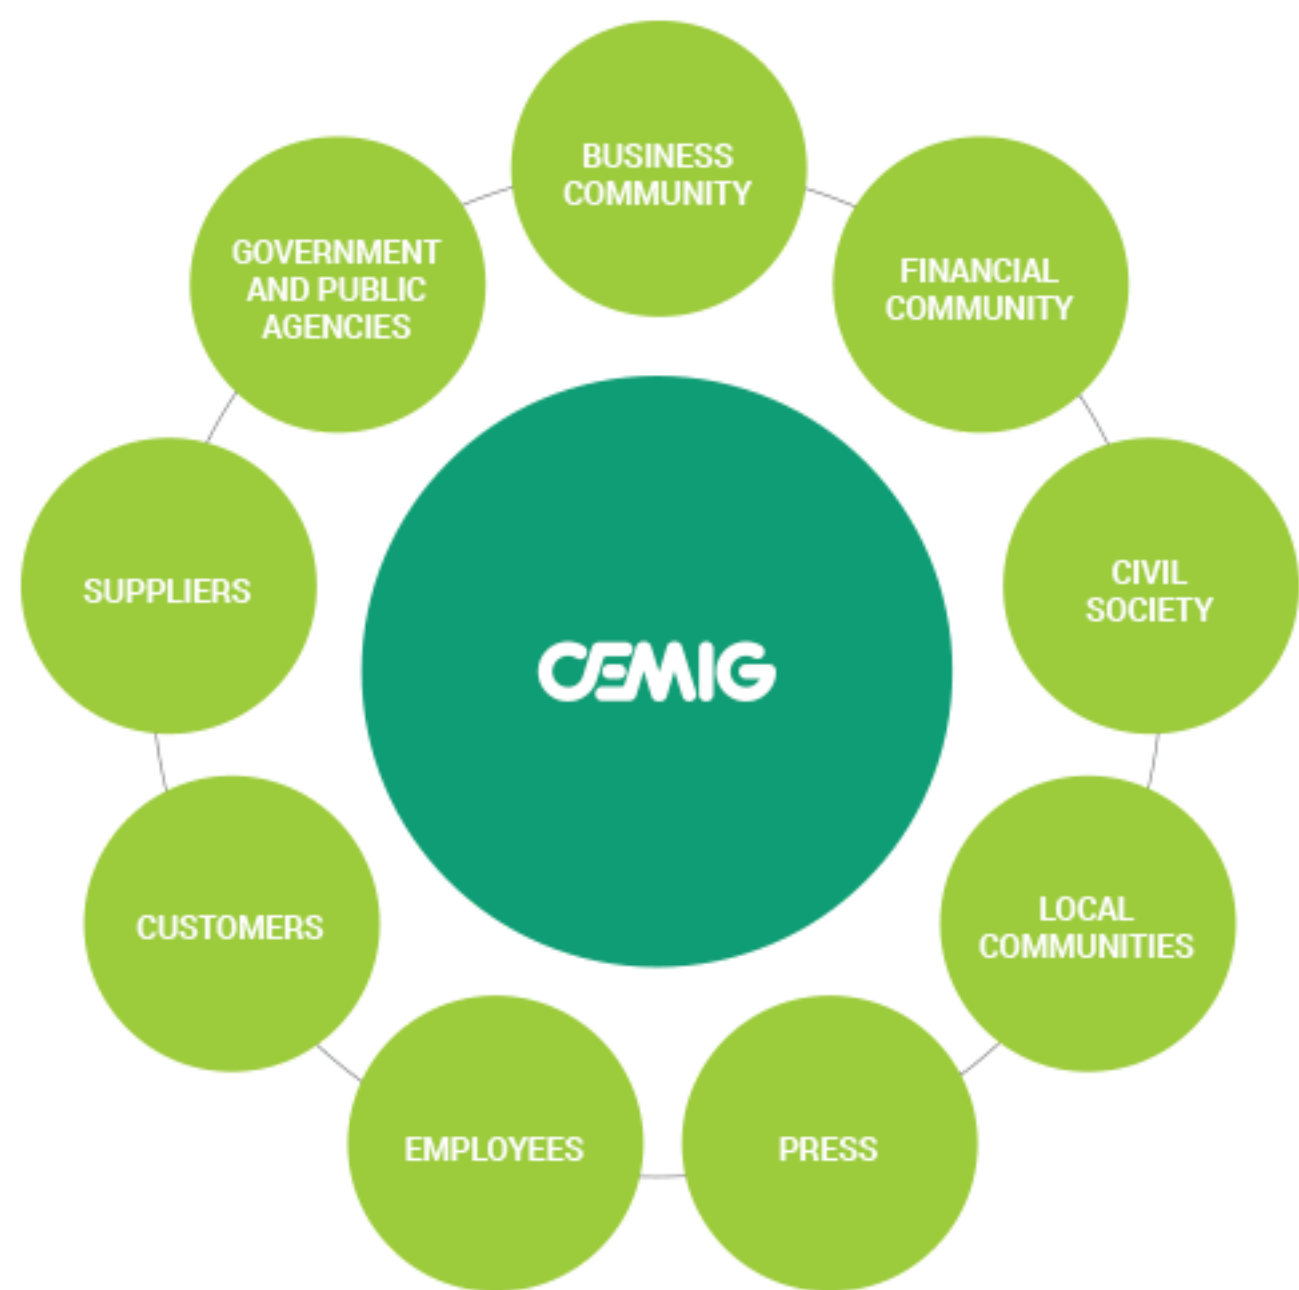 BUSINESS
COMMUNITY
FINANCIAL
COMMUNITY
CIVIL
SOCIETY
LOCAL
COMMUNITIES
PRESS
EMPLOYEES
CUSTOMERS
SUPPLIERS
GOVERNMENT
AND PUBLIC
AGENCIES
CEMIG